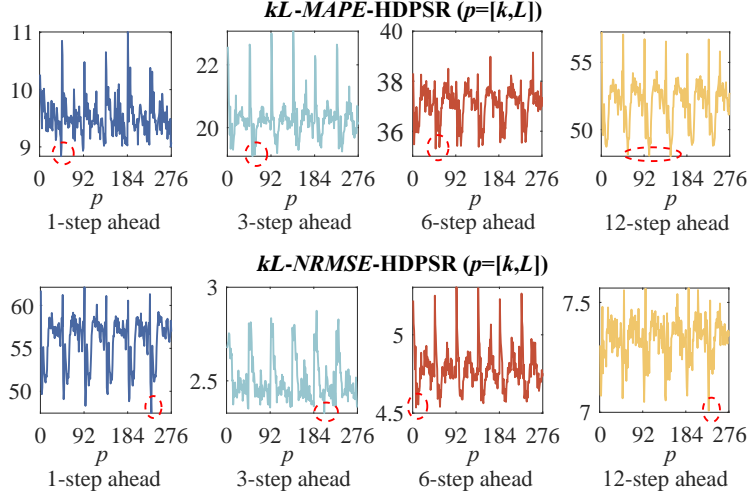 kL-MAPE-HDPSR (p=[k,L])
11
10
9
0 92 184 276
p
1-step ahead
22
20
0 92 184 276
p
3-step ahead
40
38
36
0 92 184 276
p
6-step ahead
55
50
0 92 184 276
p
12-step ahead
kL-NRMSE-HDPSR (p=[k,L])
60
55
50
0 92 184 276
p
1-step ahead
3
2.5
0 92 184 276
p
3-step ahead
5
4.5
0 92 184 276
p
6-step ahead
7.5
7
0 92 184 276
p
12-step ahead